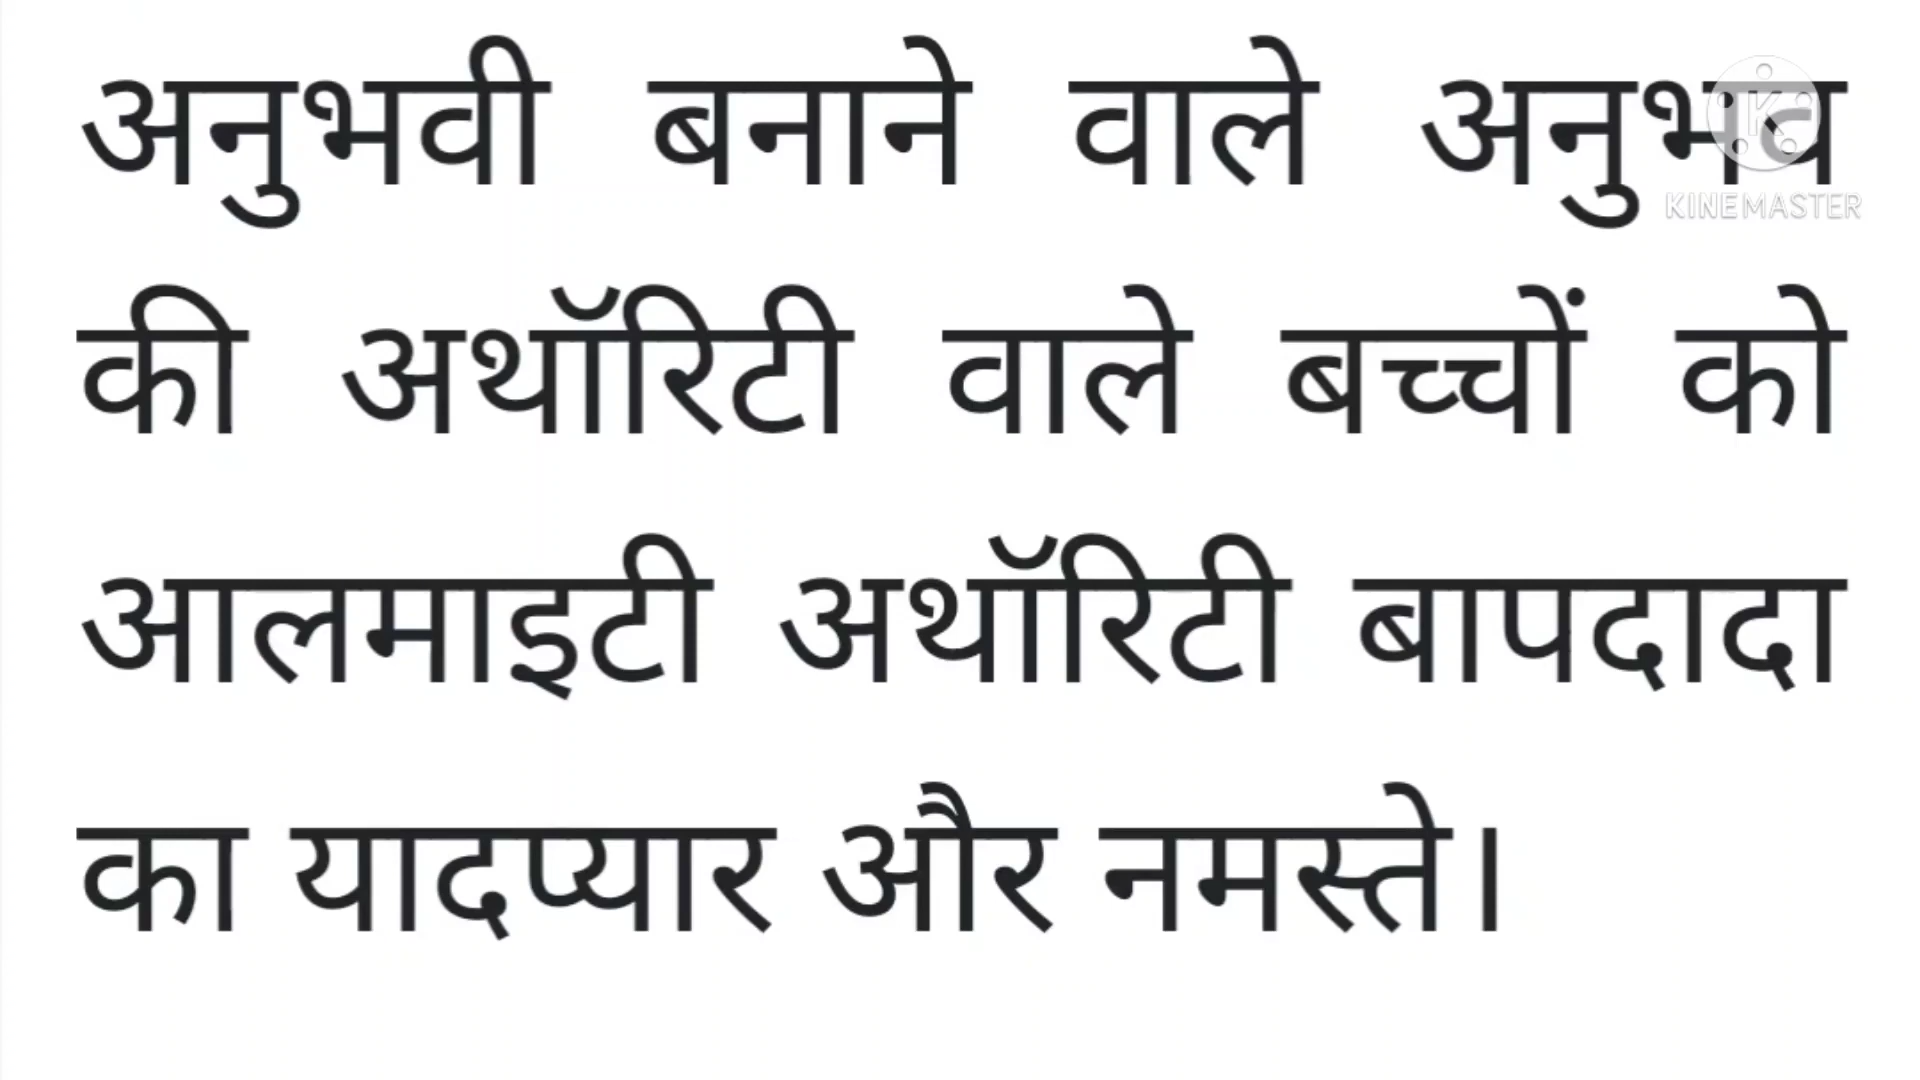 अनुभवी बनाने वाले अनुभव
KINEMASTER
की अथॉरिटी वाले बच्चों को
आलमाइटी अथॉरिटी बापदादा
का यादप्यार और नमस्ते।